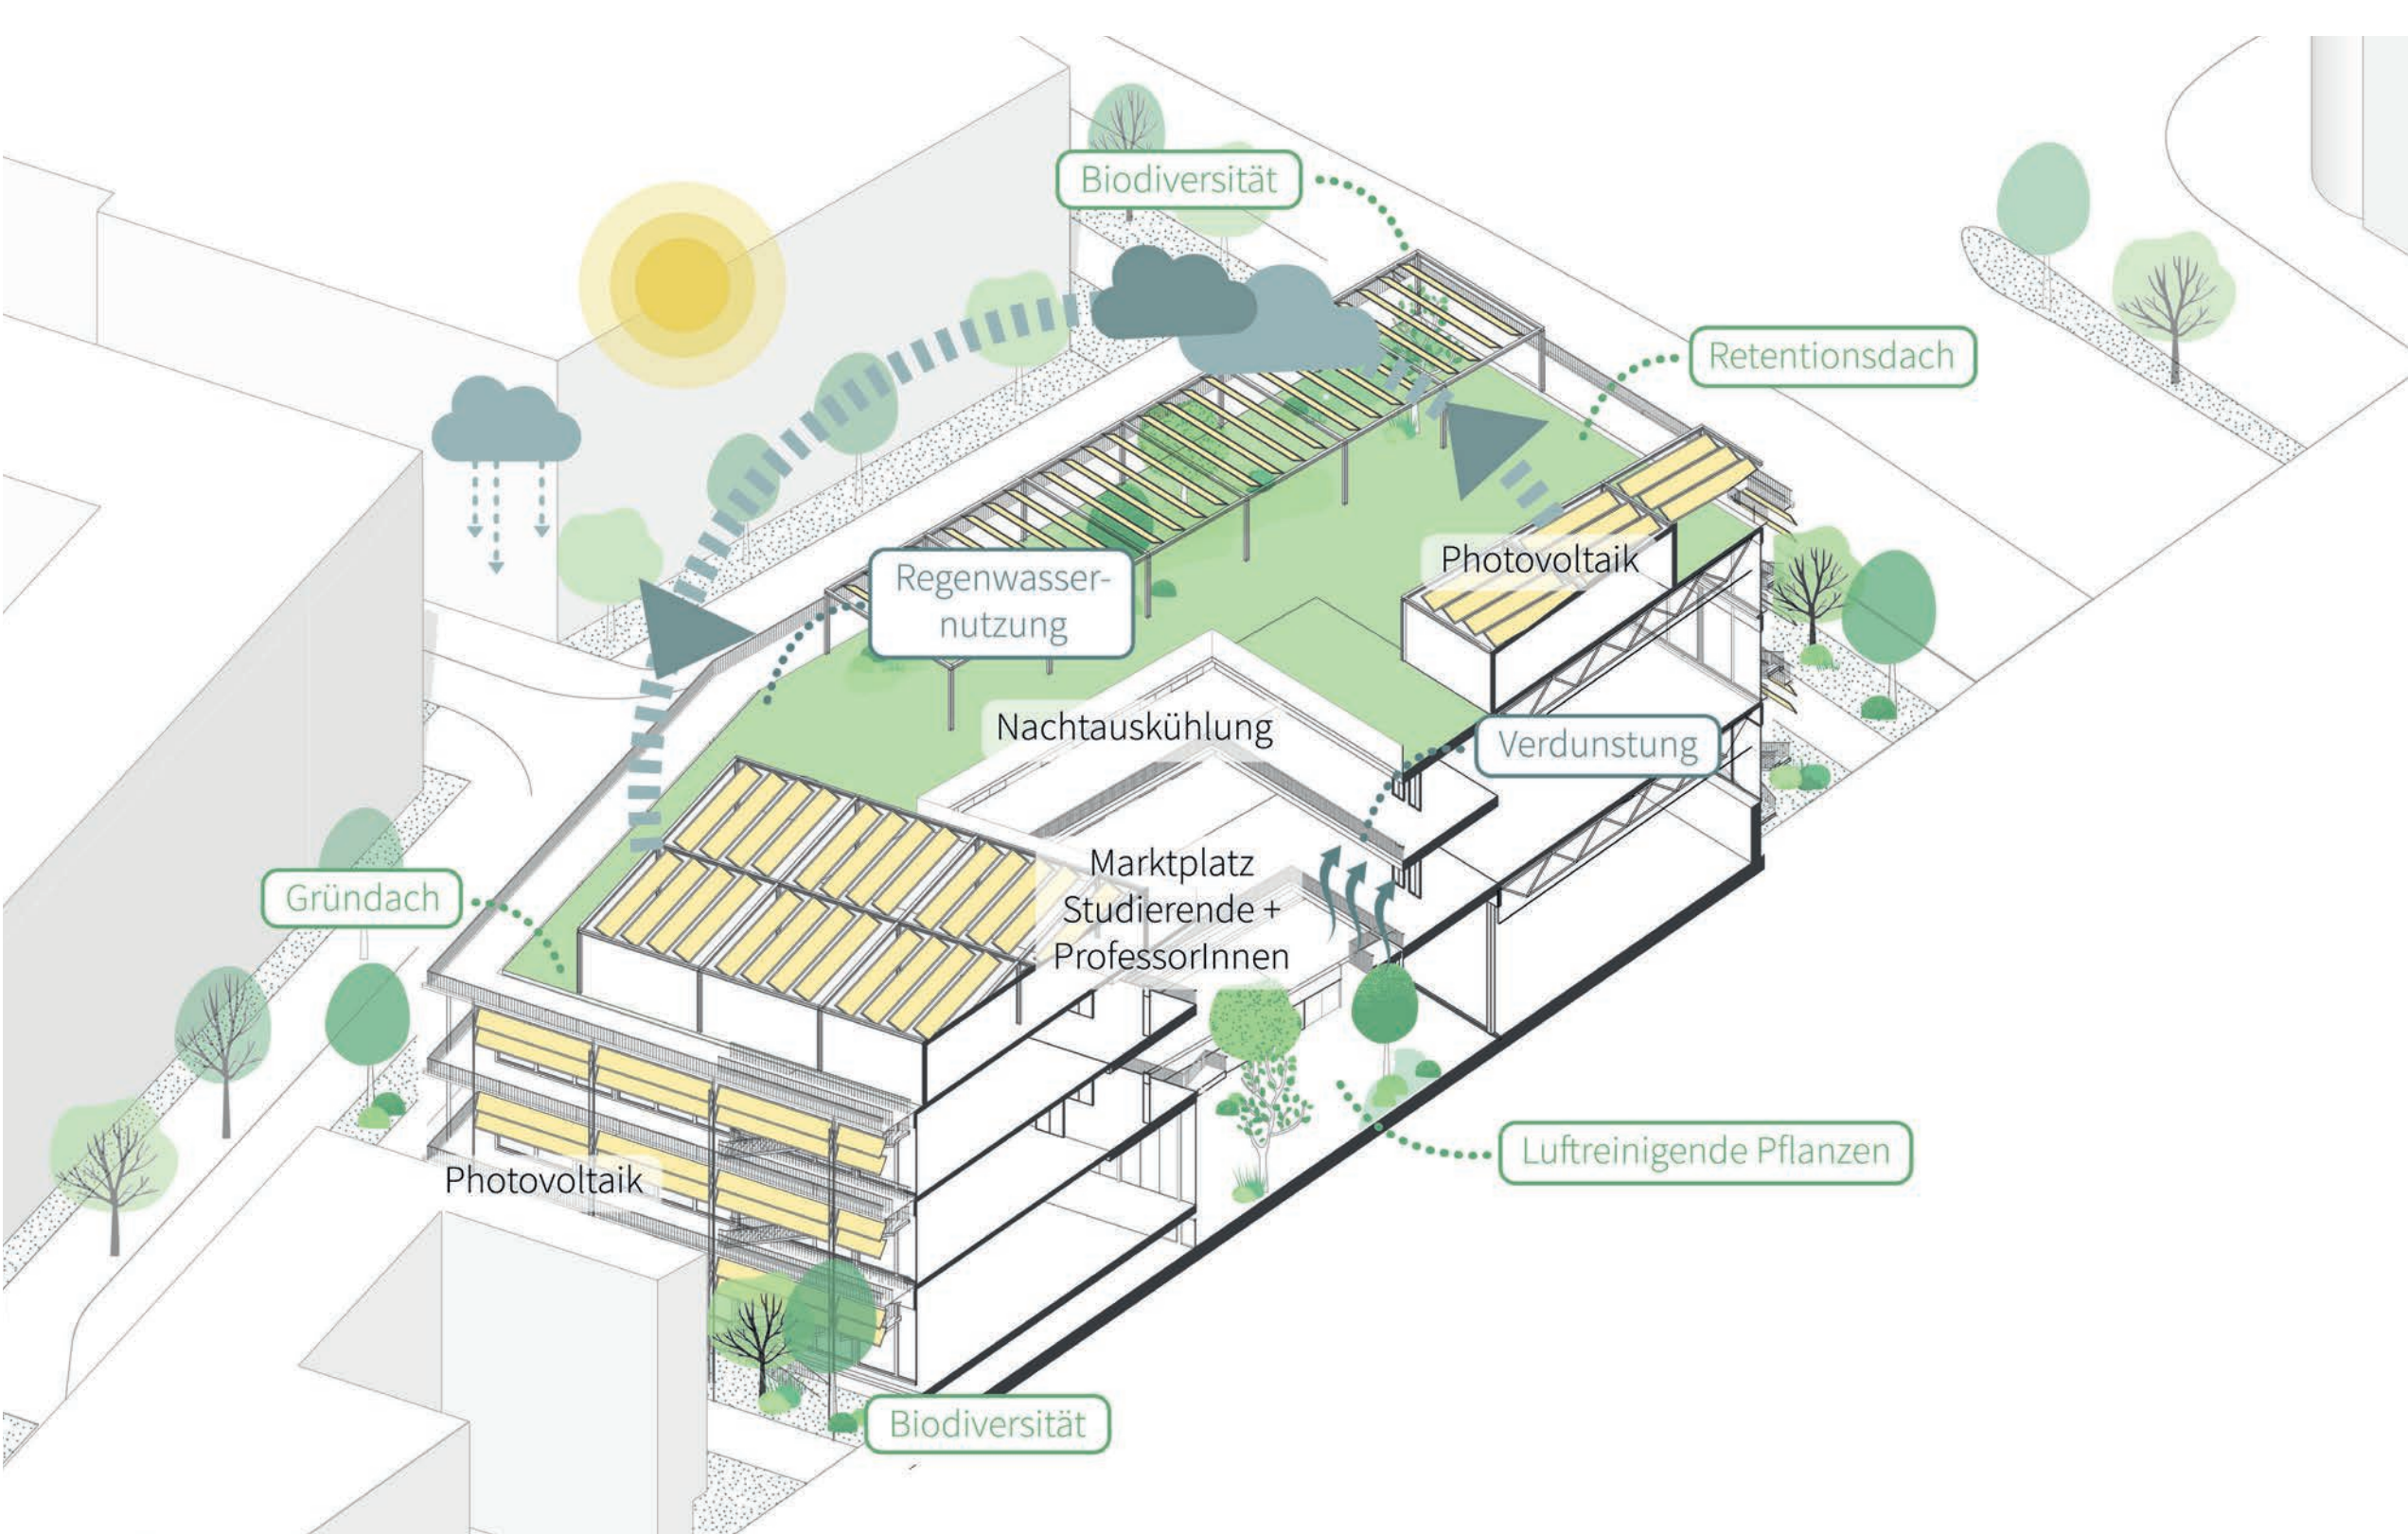 Biodiversität
Retentionsdach
Photovoltaik
Regenwasser-
nutzung
Nachtauskühlung
Verdunstung
Marktplatz
Studierende +
ProfessorInnen
Gründach
Luftreinigende Pflanzen
Photovoltaik
Biodiversität